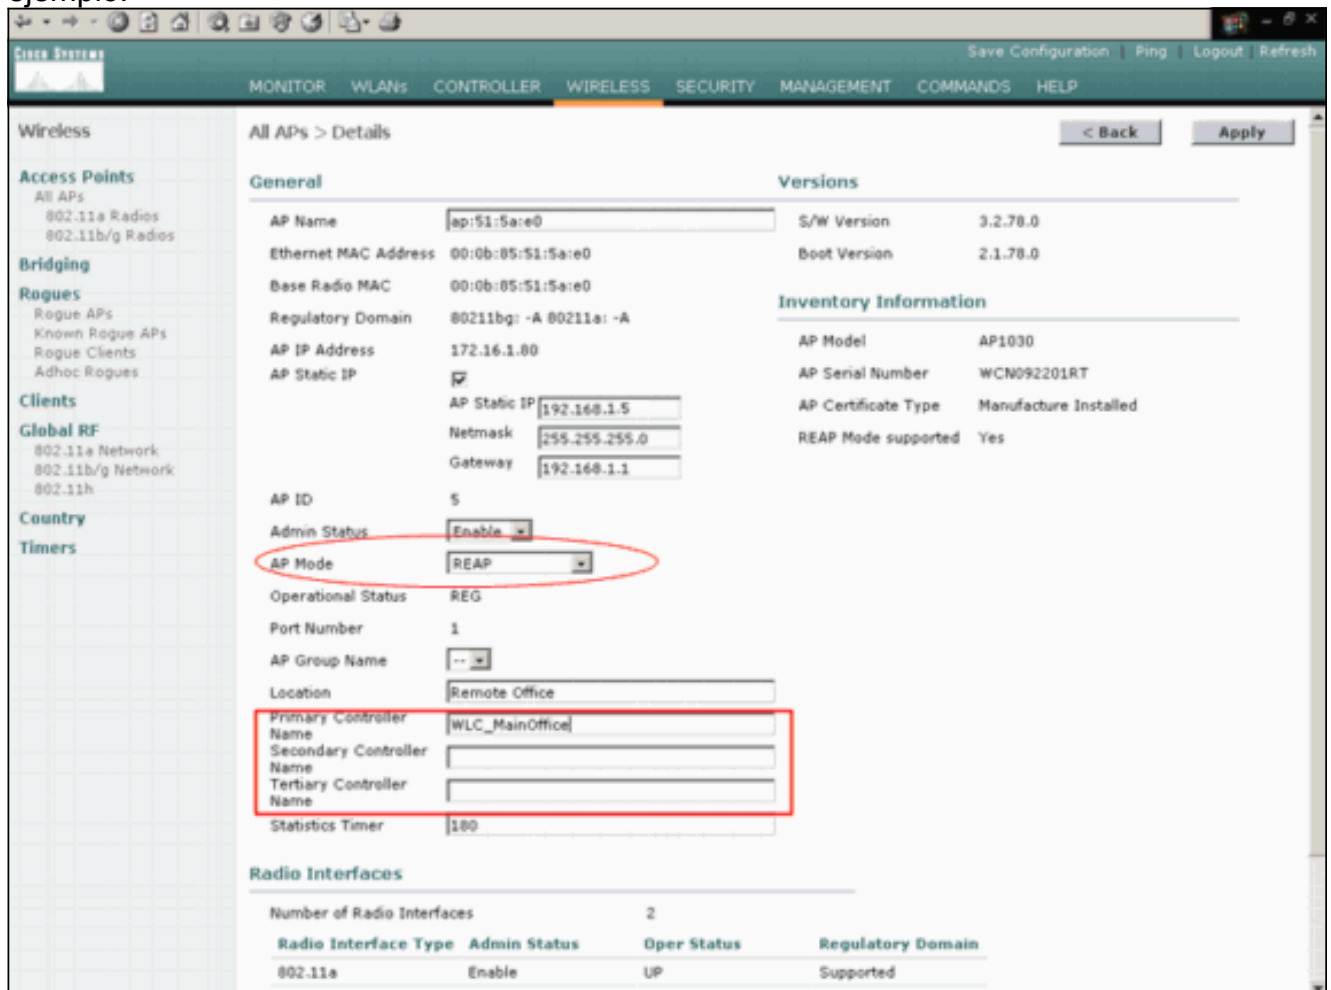 ejemplo:
CISCO SYSTEMS
Save Configuration | Ping | Logout | Refresh
MONITOR WLANs CONTROLLER WIRELESS SECURITY MANAGEMENT COMMANDS HELP
Wireless
Access Points
All APs
802.11a Radios
802.11b/g Radios
Bridging
Rogues
Rogue APs
Known Rogue APs
Rogue Clients
Adhoc Rogues
Clients
Global RF
802.11a Network
802.11b/g Network
802.11h
Country
Timers
All APs > Details
< Back Apply
General
AP Name ap:51:5a:e0
Ethernet MAC Address 00:0b:85:51:5a:e0
Base Radio MAC 00:0b:85:51:5a:e0
Regulatory Domain 80211bg: -A 80211a: -A
AP IP Address 172.16.1.80
AP Static IP
AP Static IP 192.168.1.5
Netmask 255.255.255.0
Gateway 192.168.1.1
AP ID 5
Admin Status Enable
AP Mode REAP
Operational Status REG
Port Number 1
AP Group Name --
Location Remote Office
Primary Controller Name WLC_MainOffice
Secondary Controller Name
Tertiary Controller Name
Statistics Timer 180
Versions
S/W Version 3.2.78.0
Boot Version 2.1.78.0
Inventory Information
AP Model AP1030
AP Serial Number WCN092201RT
AP Certificate Type Manufacture Installed
REAP Mode supported Yes
Radio Interfaces
Number of Radio Interfaces 2
Radio Interface Type Admin Status Oper Status Regulatory Domain
802.11a Enable UP Supported